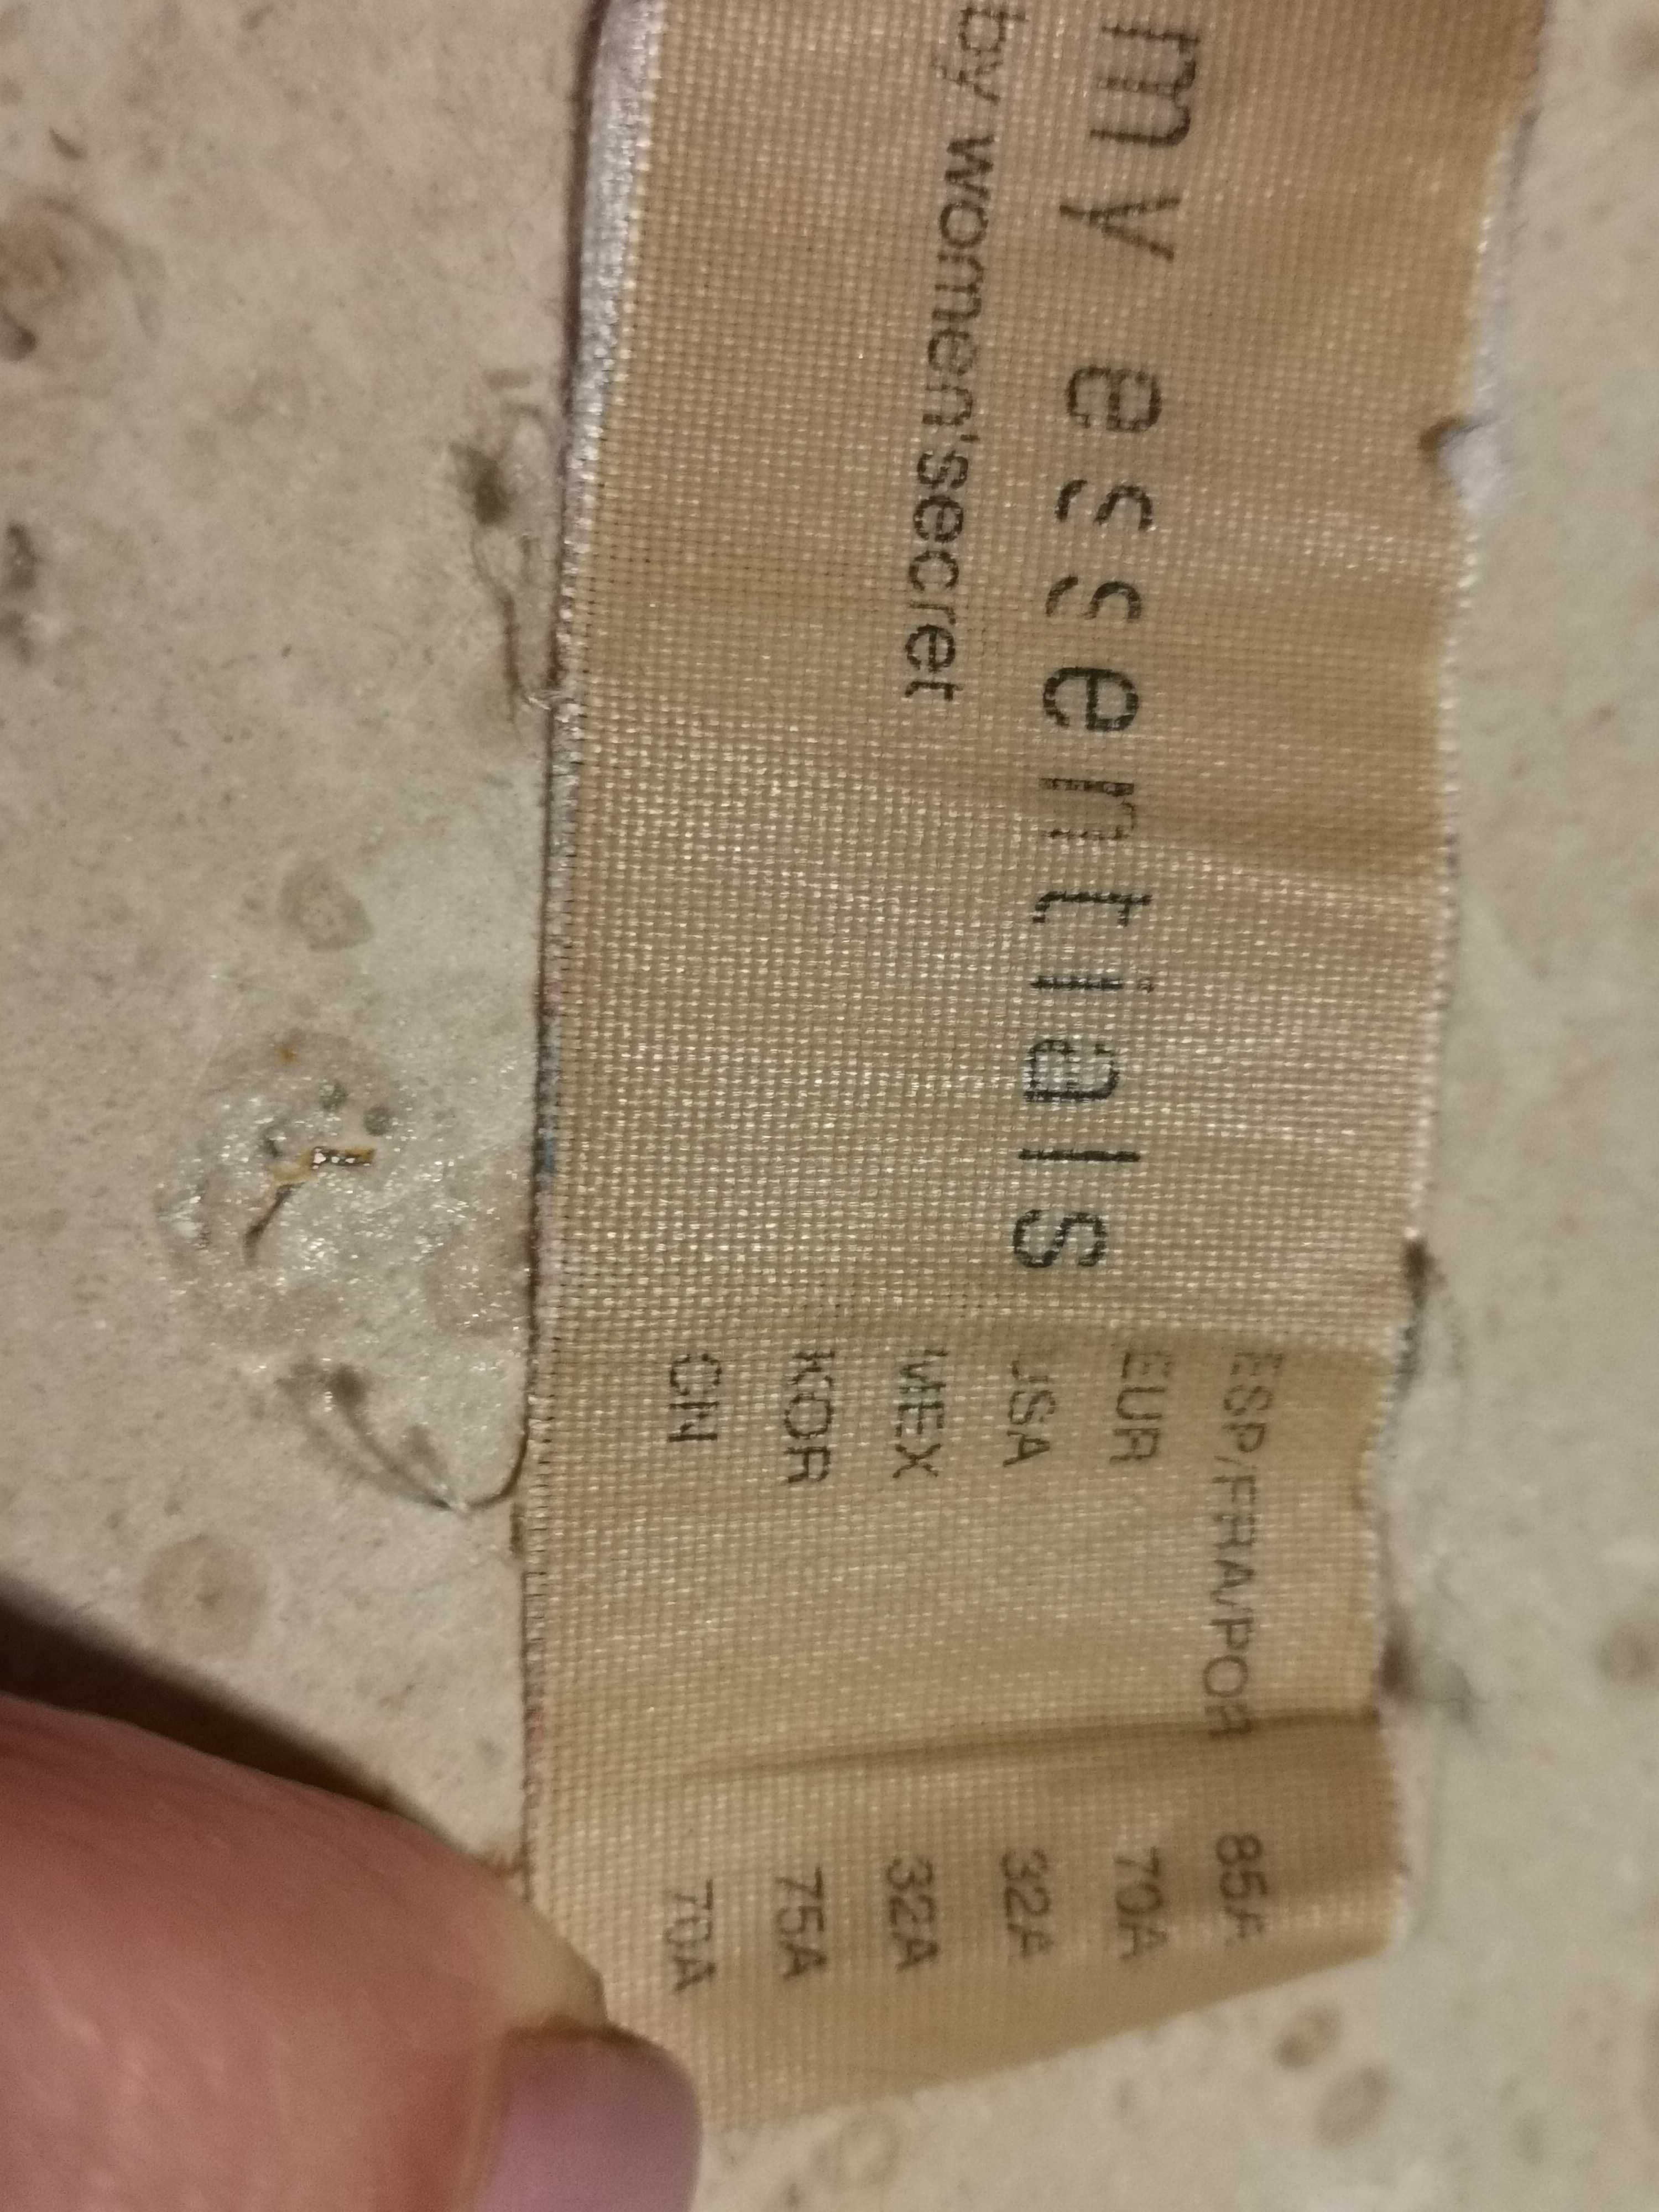 my essentials
by women'secret
ESP/FRA/POR 85A
EUR 70A
USA 32A
MEX 32A
KOR 75A
CN 70A